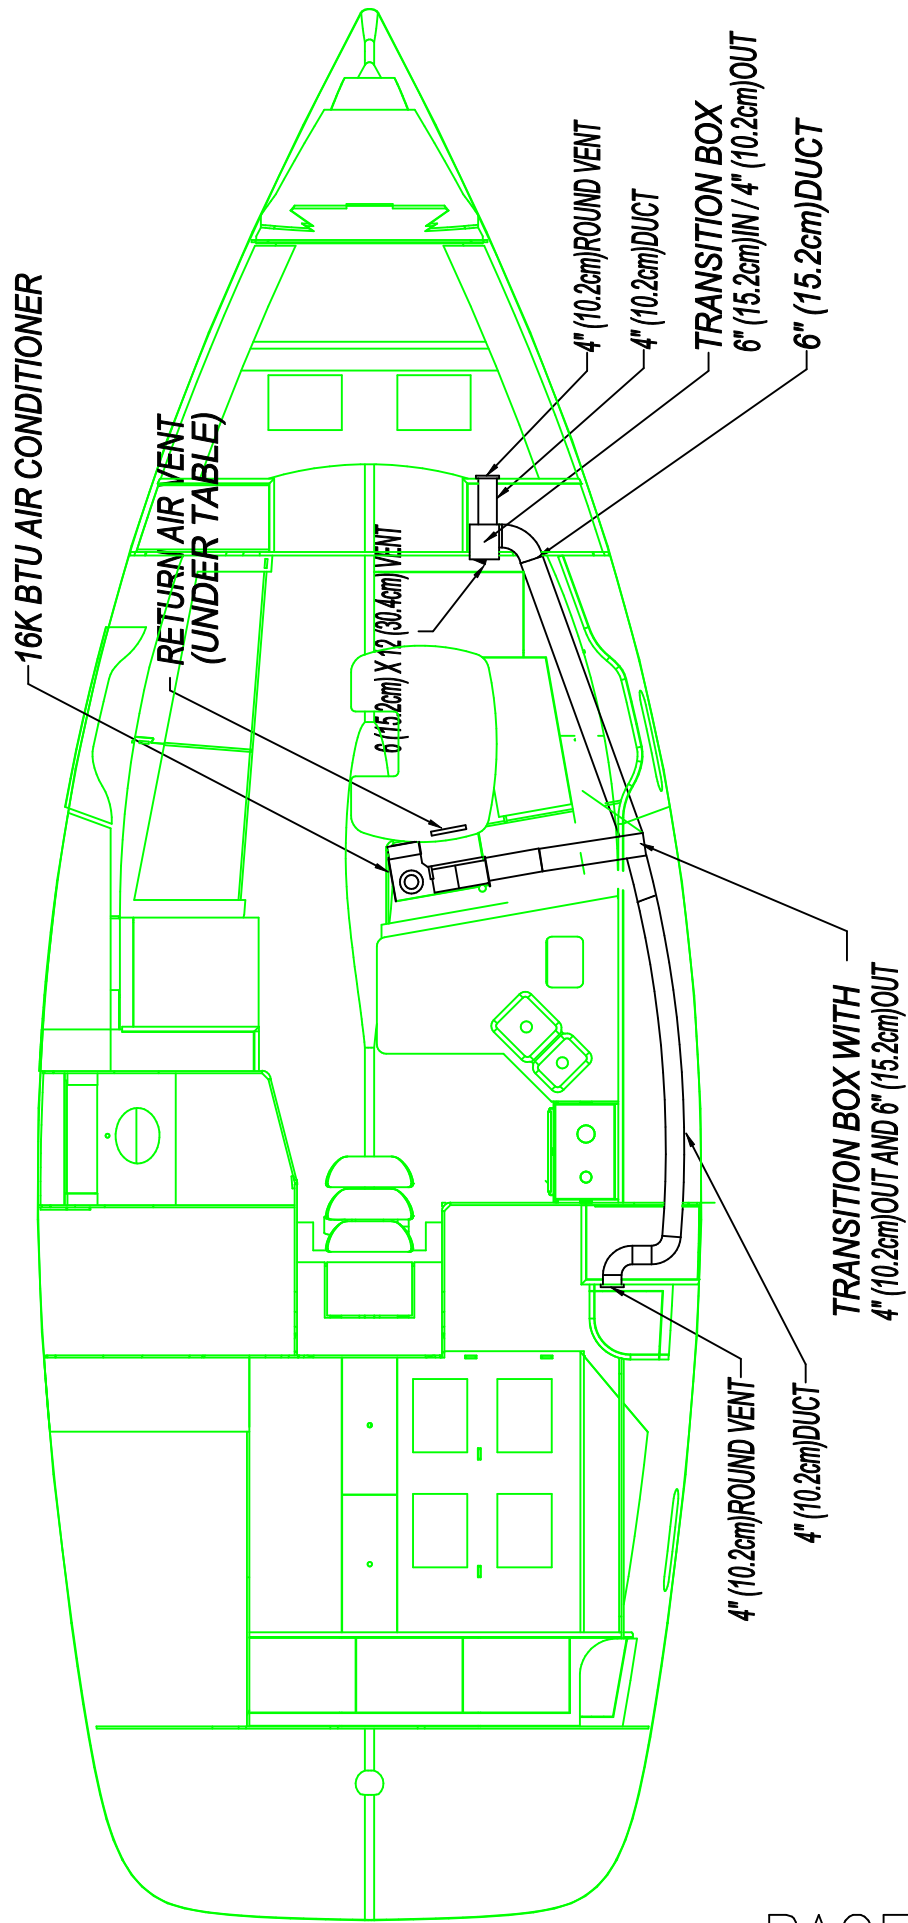 16K BTU AIR CONDITIONER
RETURN AIR VENT
(UNDER TABLE)
6 (15.2cm) X 12 (30.4cm) VENT
4" (10.2cm)ROUND VENT
4" (10.2cm)DUCT
TRANSITION BOX
6" (15.2cm)IN / 4" (10.2cm)OUT
6" (15.2cm)DUCT
TRANSITION BOX WITH
4" (10.2cm)OUT AND 6" (15.2cm)OUT
4" (10.2cm)ROUND VENT
4" (10.2cm)DUCT